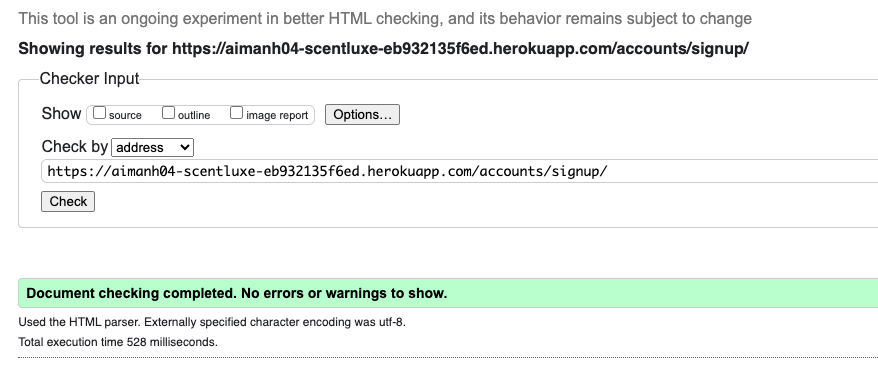 This tool is an ongoing experiment in better HTML checking, and its behavior remains subject to change
Showing results for https://aimanh04-scentluxe-eb932135f6ed.herokuapp.com/accounts/signup/
Checker Input
Show source outline image report Options...
Check by address
https://aimanh04-scentluxe-eb932135f6ed.herokuapp.com/accounts/signup/
Check
Document checking completed. No errors or warnings to show.
Used the HTML parser. Externally specified character encoding was utf-8.
Total execution time 528 milliseconds.